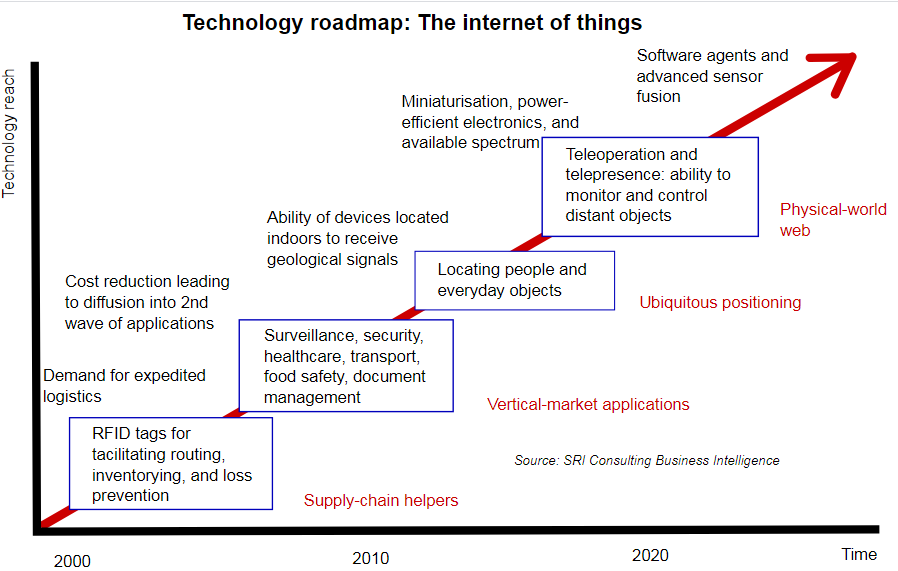 Technology roadmap: The internet of things
Technology reach
Software agents and
advanced sensor
fusion
Miniaturisation, power-
efficient electronics, and
available spectrum
Teleoperation and
telepresence: ability to
monitor and control
distant objects
Physical-world
web
Ability of devices located
indoors to receive
geological signals
Locating people and
everyday objects
Ubiquitous positioning
Cost reduction leading
to diffusion into 2nd
wave of applications
Surveillance, security,
healthcare, transport,
food safety, document
management
Vertical-market applications
Demand for expedited
logistics
RFID tags for
tacilitating routing,
inventorying, and loss
prevention
Supply-chain helpers
Source: SRI Consulting Business Intelligence
2000
2010
2020
Time